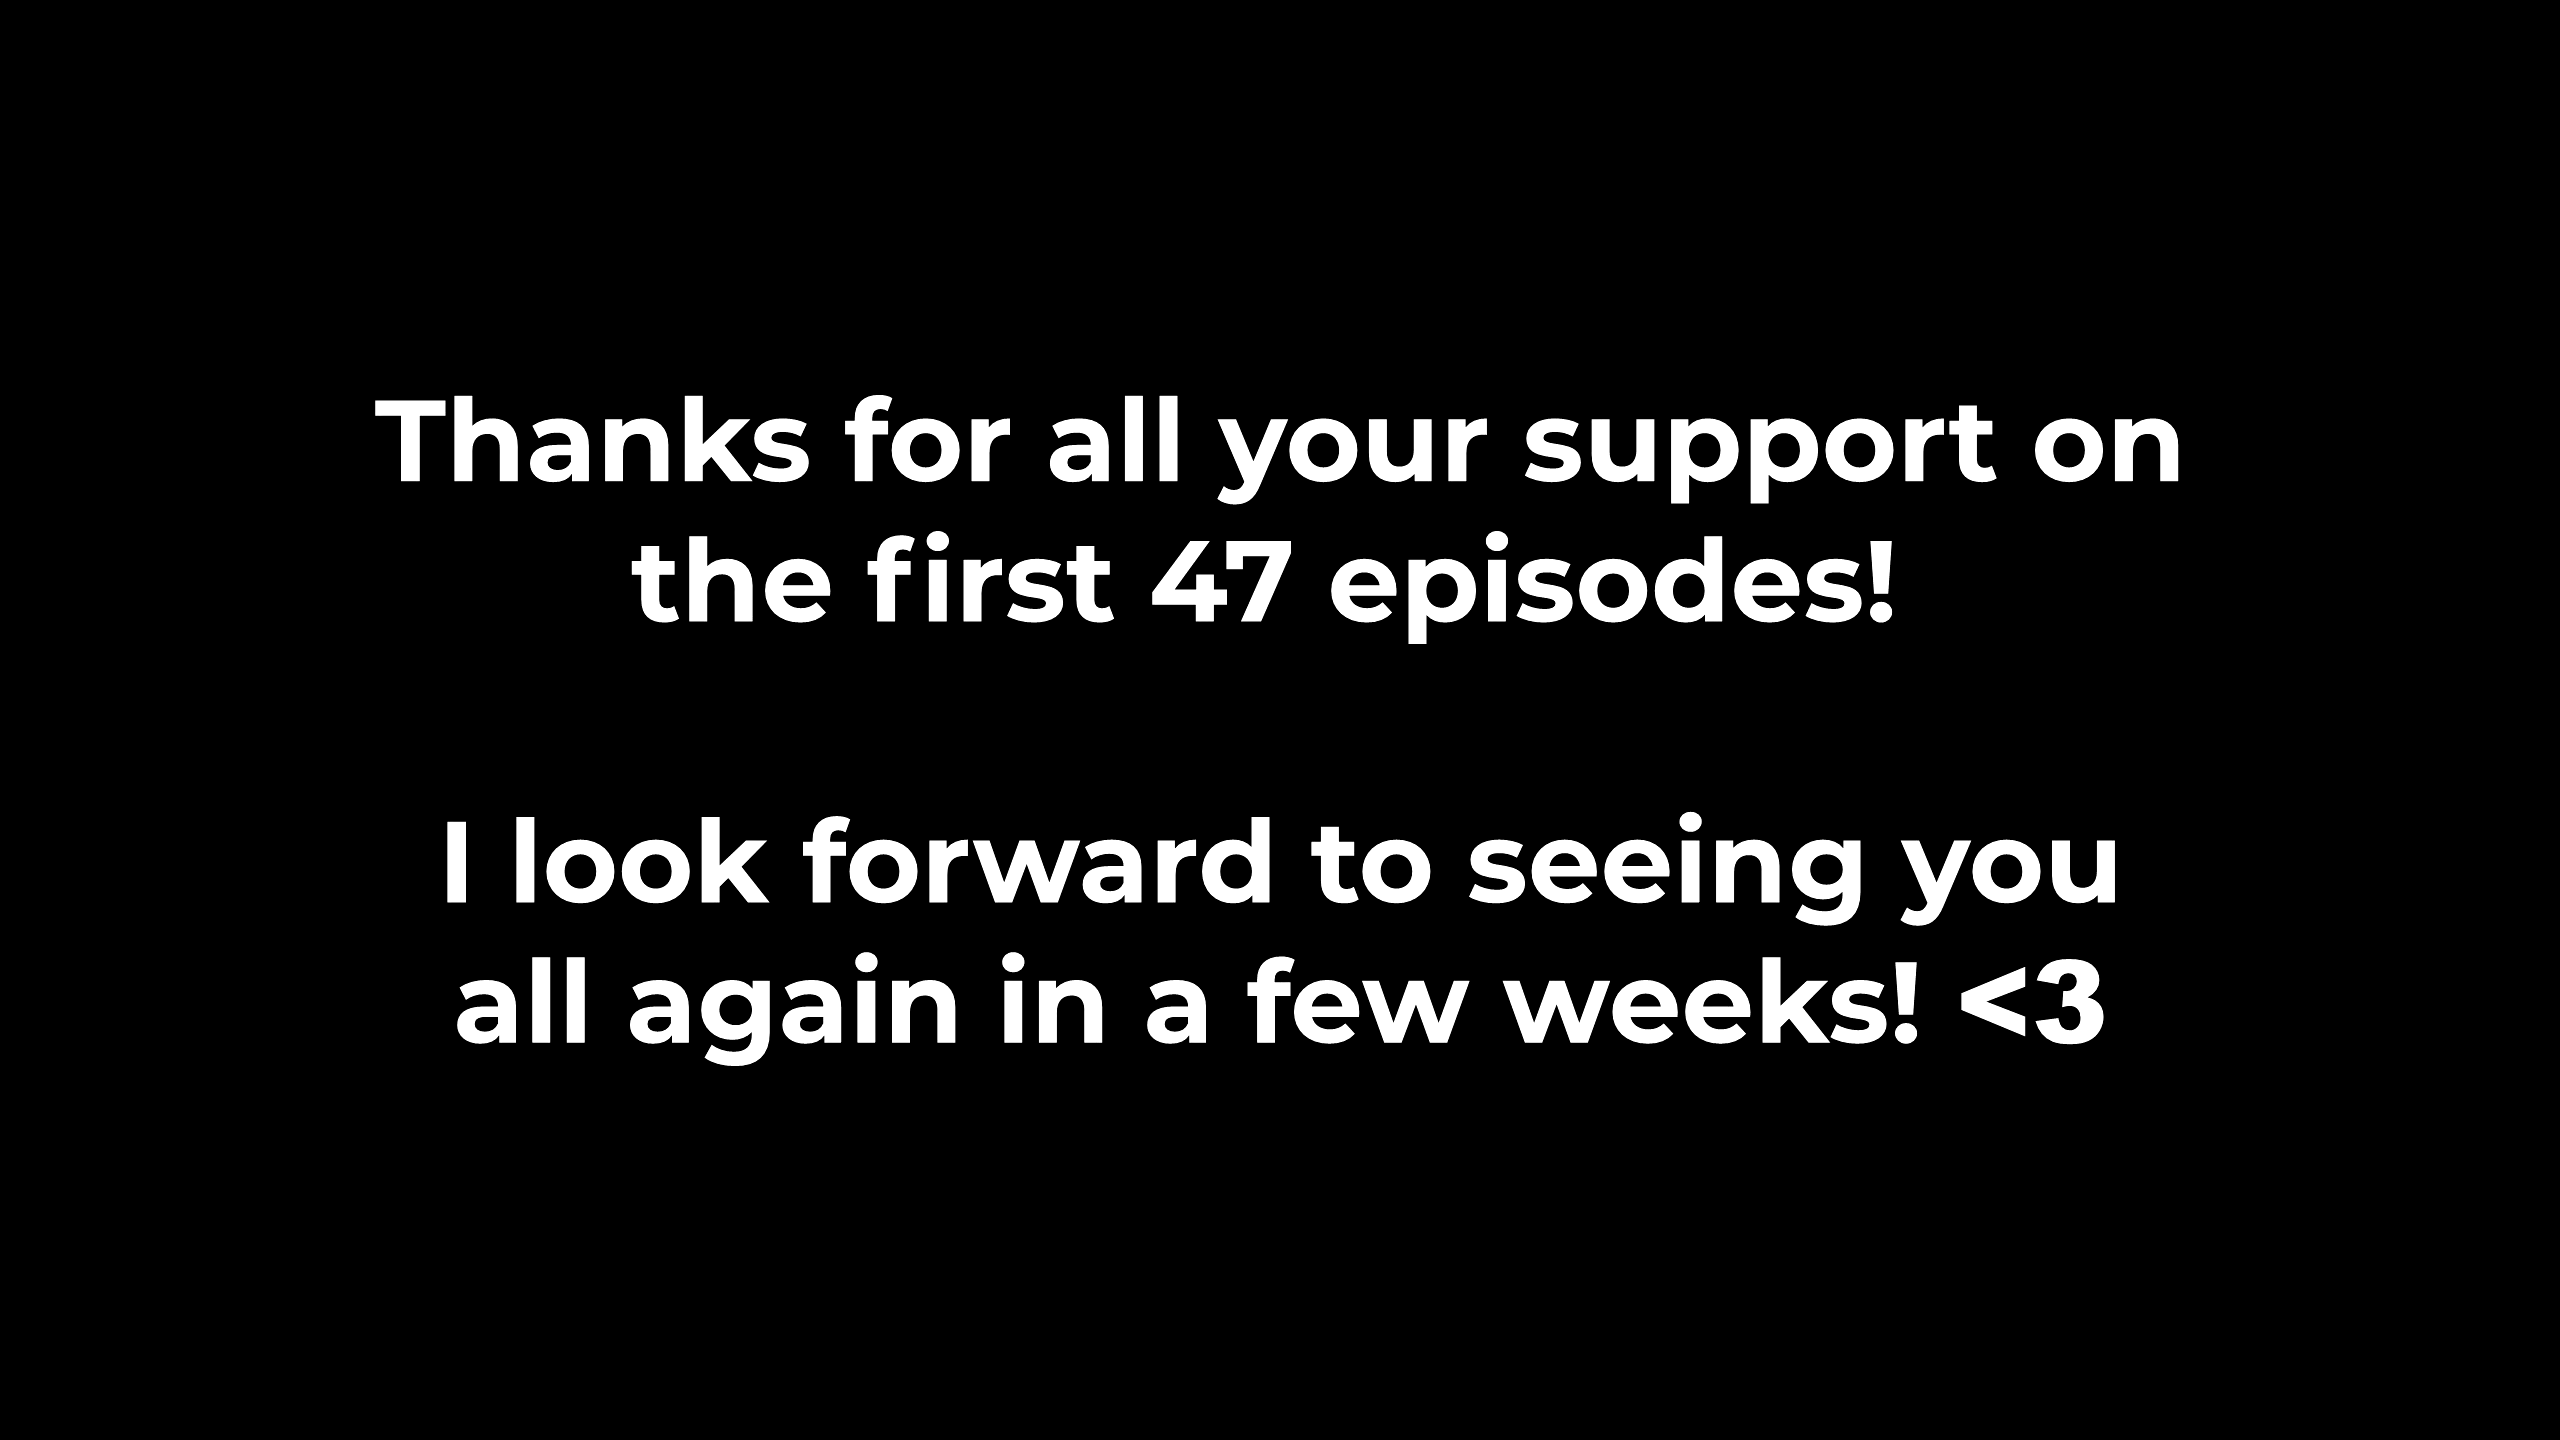 Thanks for all your support on
the first 47 episodes!
I look forward to seeing you
all again in a few weeks! <3